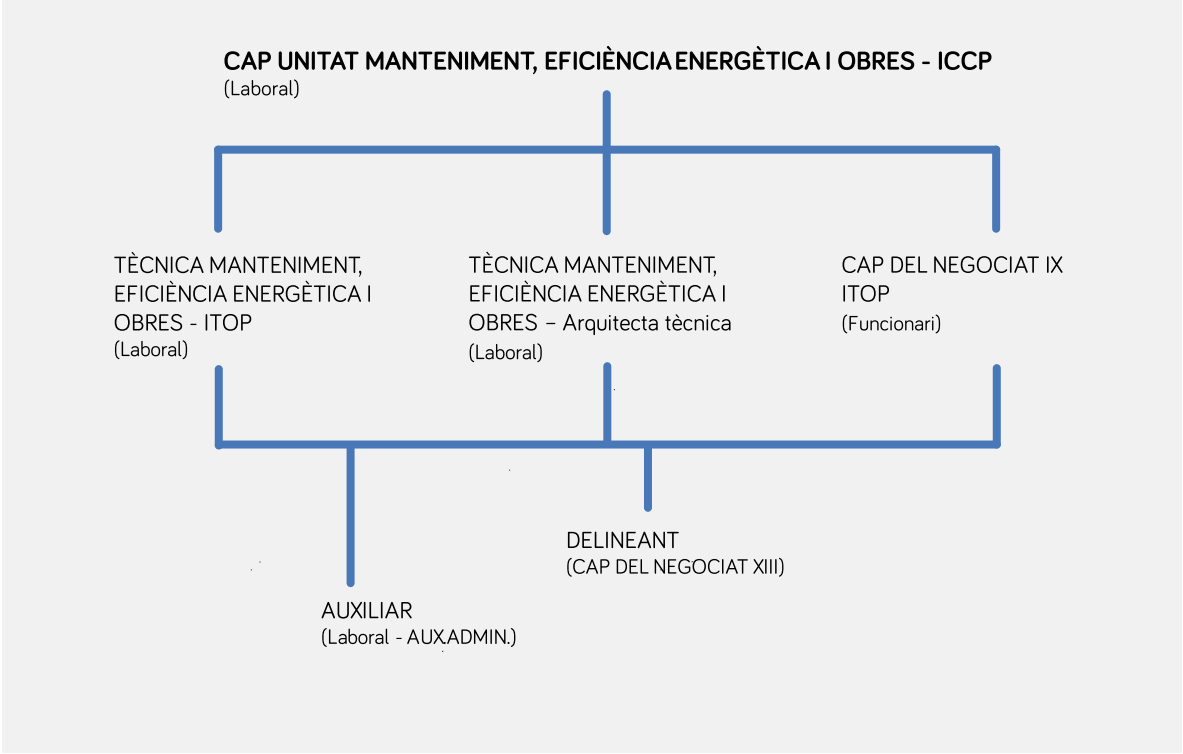 CAP UNITAT MANTENIMENT, EFICIÈNCIA ENERGÈTICA I OBRES - ICCP
(Laboral)
TÈCNICA MANTENIMENT,
EFICIÈNCIA ENERGÈTICA I
OBRES - ITOP
(Laboral)
TÈCNICA MANTENIMENT,
EFICIÈNCIA ENERGÈTICA I
OBRES – Arquitecta tècnica
(Laboral)
CAP DEL NEGOCIAT IX
ITOP
(Funcionari)
DELINEANT
(CAP DEL NEGOCIAT XIII)
AUXILIAR
(Laboral - AUX.ADMIN.)